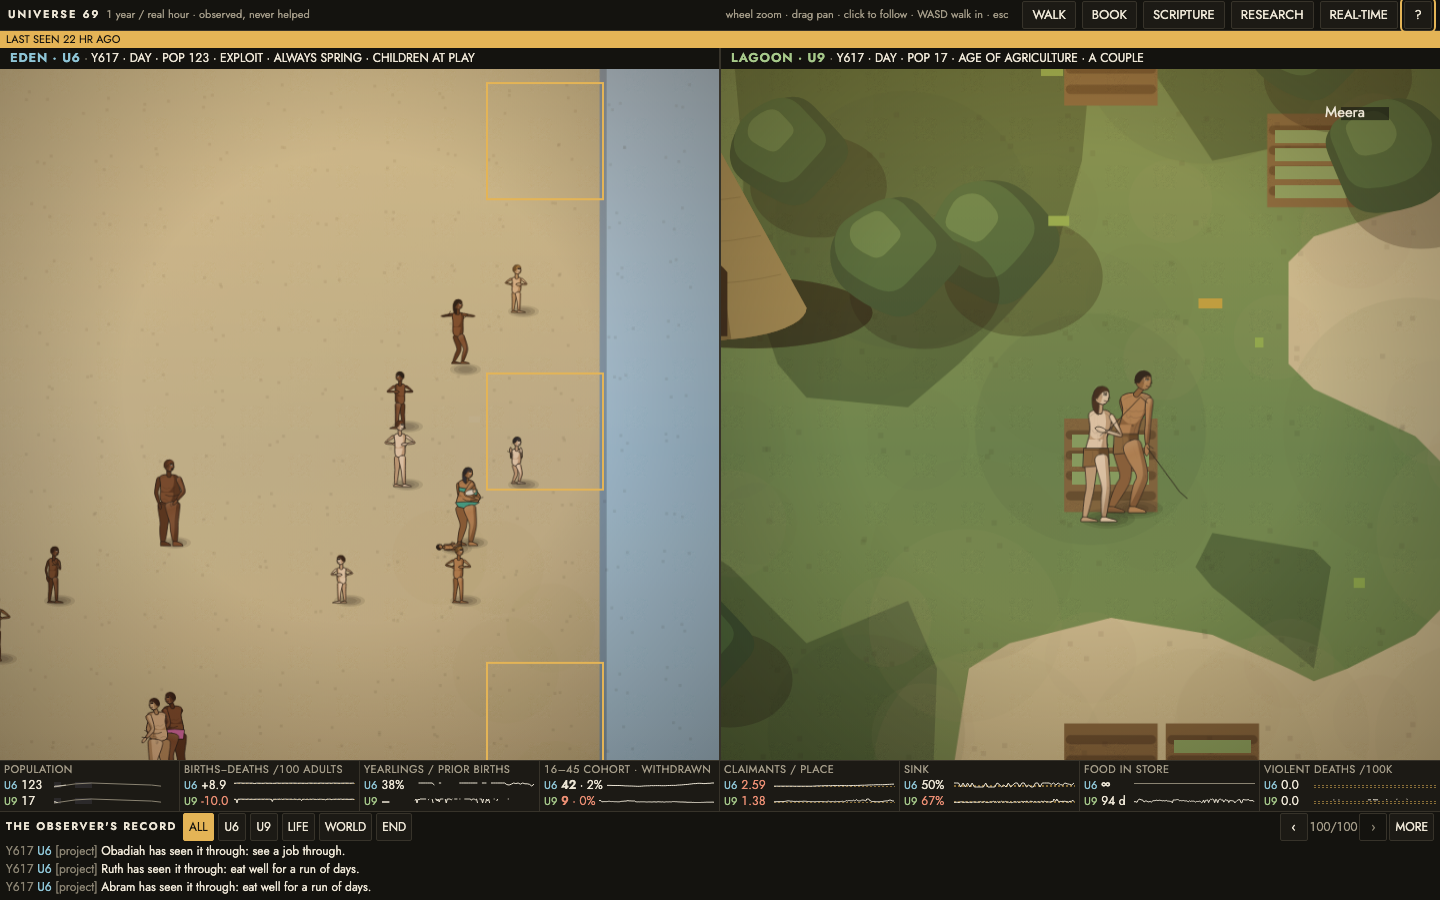 UNIVERSE 69 1 year / real hour · observed, never helped
wheel zoom · drag pan · click to follow · WASD walk in · esc
WALK BOOK SCRIPTURE RESEARCH REAL-TIME ?
LAST SEEN 22 HR AGO
EDEN · U6 · Y617 · DAY · POP 123 · EXPLOIT · ALWAYS SPRING · CHILDREN AT PLAY
LAGOON · U9 · Y617 · DAY · POP 17 · AGE OF AGRICULTURE · A COUPLE
Meera
POPULATION
U6 123
U9 17
BIRTHS–DEATHS /100 ADULTS
U6 +8.9
U9 -10.0
YEARLINGS / PRIOR BIRTHS
U6 38%
U9 –
16–45 COHORT · WITHDRAWN
U6 42 · 2%
U9 9 · 0%
CLAIMANTS / PLACE
U6 2.59
U9 1.38
SINK
U6 50%
U9 67%
FOOD IN STORE
U6 ∞
U9 94 d
VIOLENT DEATHS /100K
U6 0.0
U9 0.0
THE OBSERVER'S RECORD ALL U6 U9 LIFE WORLD END
‹ 100/100 › MORE
Y617 U6 [project] Obadiah has seen it through: see a job through.
Y617 U6 [project] Ruth has seen it through: eat well for a run of days.
Y617 U6 [project] Abram has seen it through: eat well for a run of days.